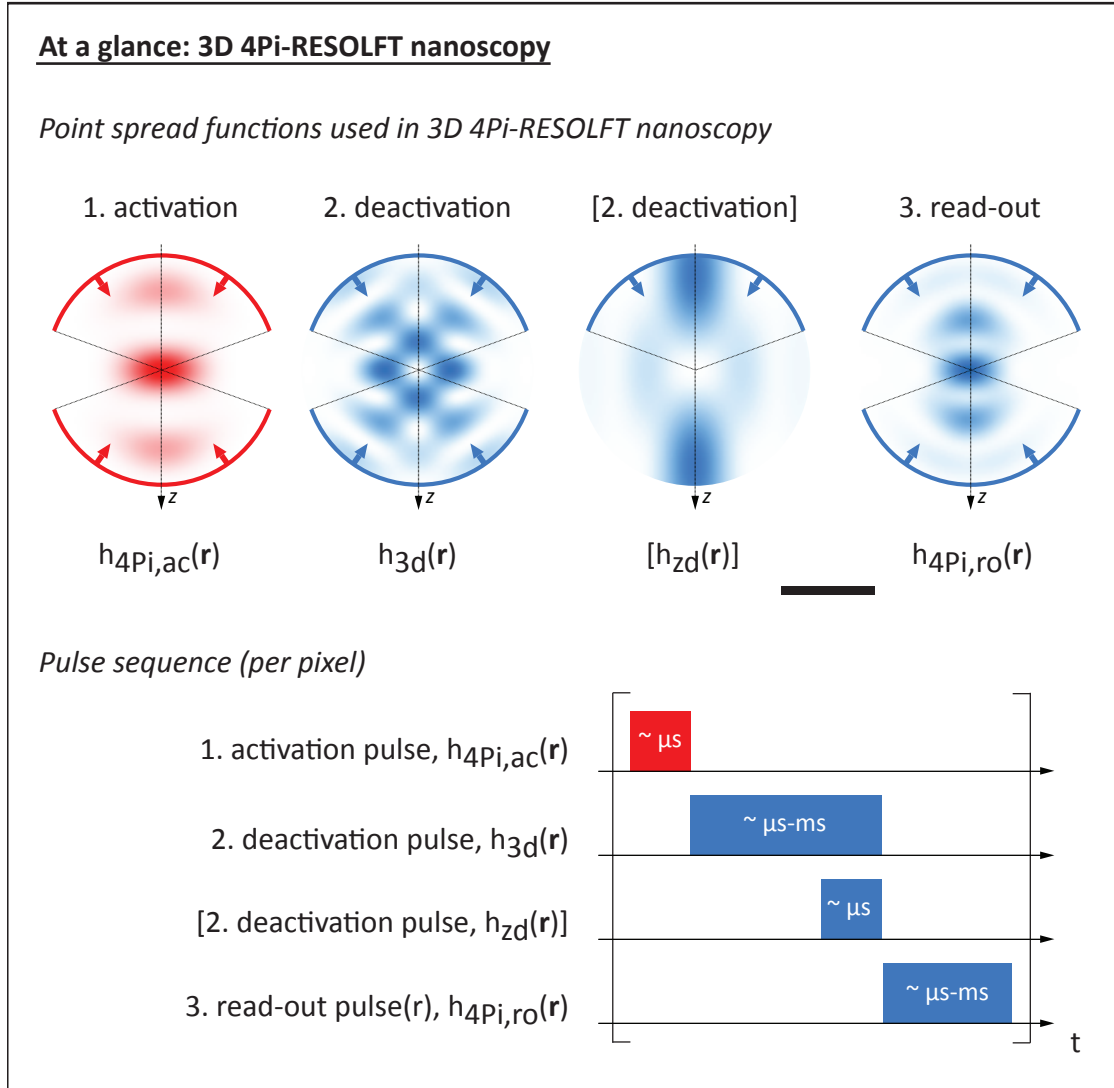 At a glance: 3D 4Pi-RESOLFT nanoscopy
Point spread functions used in 3D 4Pi-RESOLFT nanoscopy
1. activation 2. deactivation [2. deactivation] 3. read-out
z z z z
h4Pi,ac(r) h3d(r) [hzd(r)] h4Pi,ro(r)
Pulse sequence (per pixel)
1. activation pulse, h4Pi,ac(r) ~ µs
2. deactivation pulse, h3d(r) ~ µs-ms
[2. deactivation pulse, hzd(r)] ~ µs
3. read-out pulse(r), h4Pi,ro(r) ~ µs-ms
t